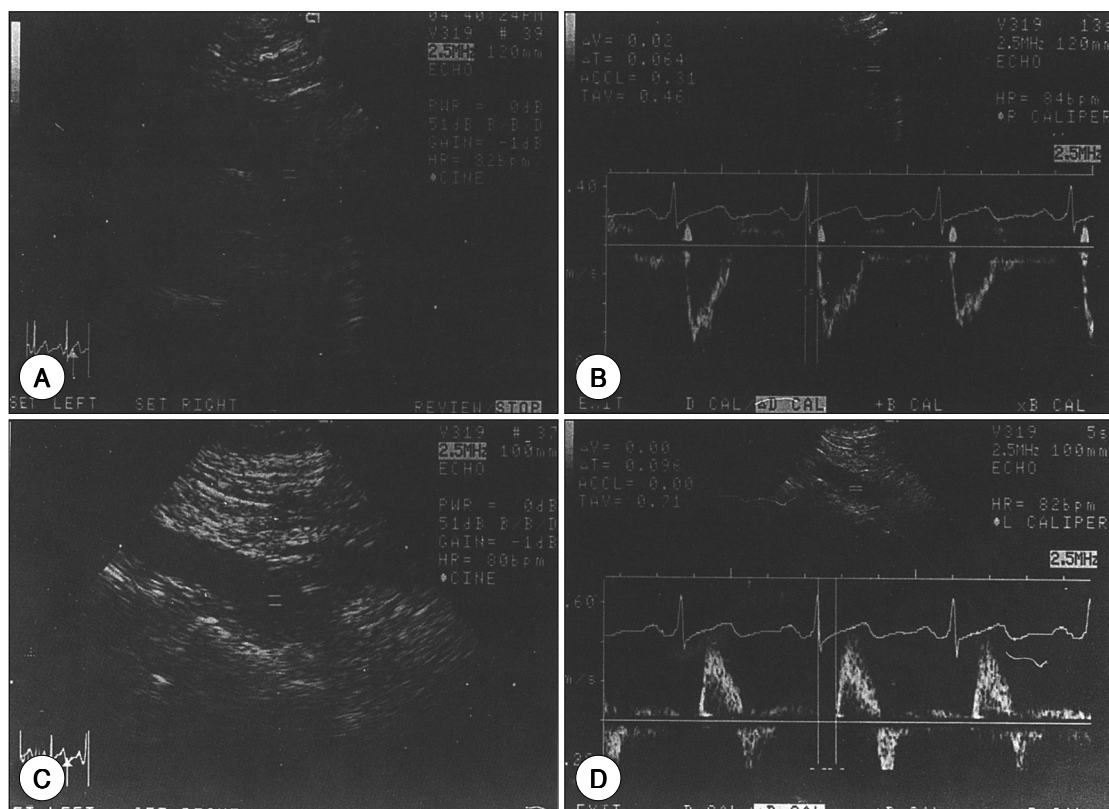 04:40:24PM
V319 # 39
2.5MHz 120mm
ECHO
PWR = 0dB
51dB B/B/D
GAIN= -1dB
HR= 82bpm
CINE
A
SET LEFT SET RIGHT REVIEW STOP
ΔV= 0.02
ΔT= 0.064
ACCL= 0.31
TAV= 0.46
V319 13s
2.5MHz 120mm
ECHO
HR= 84bpm
CALIPER
2.5MHz
.40
m/s
B
EXIT D CAL +B CAL xB CAL
V319 # 37
2.5MHz 100mm
ECHO
PWR = 0dB
51dB B/B/D
GAIN= -1dB
HR= 80bpm
CINE
C
ΔV= 0.00
ΔT= 0.096
ACCL= 0.00
TAV= 0.71
V319 5s
2.5MHz 100mm
ECHO
HR= 82bpm
L CALIPER
2.5MHz
.60
m/s
D